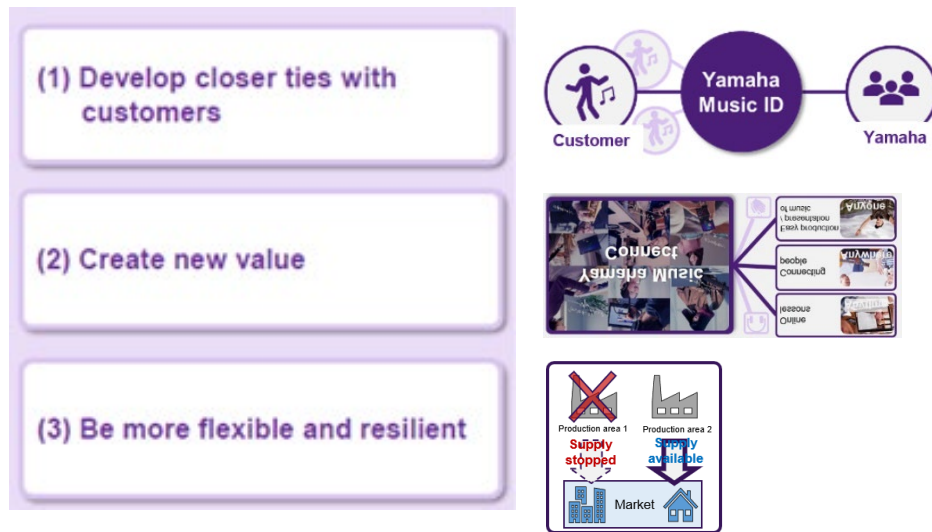 (1) Develop closer ties with
customers
Yamaha
Music ID
Customer
Yamaha
(2) Create new value
Yamaha Music
Connect
Easy production
/ presentation
of music
Anyone
Connecting
people
Anywhere
Online
lessons
(3) Be more flexible and resilient
Production area 1
Production area 2
Supply
stopped
Supply
available
Market